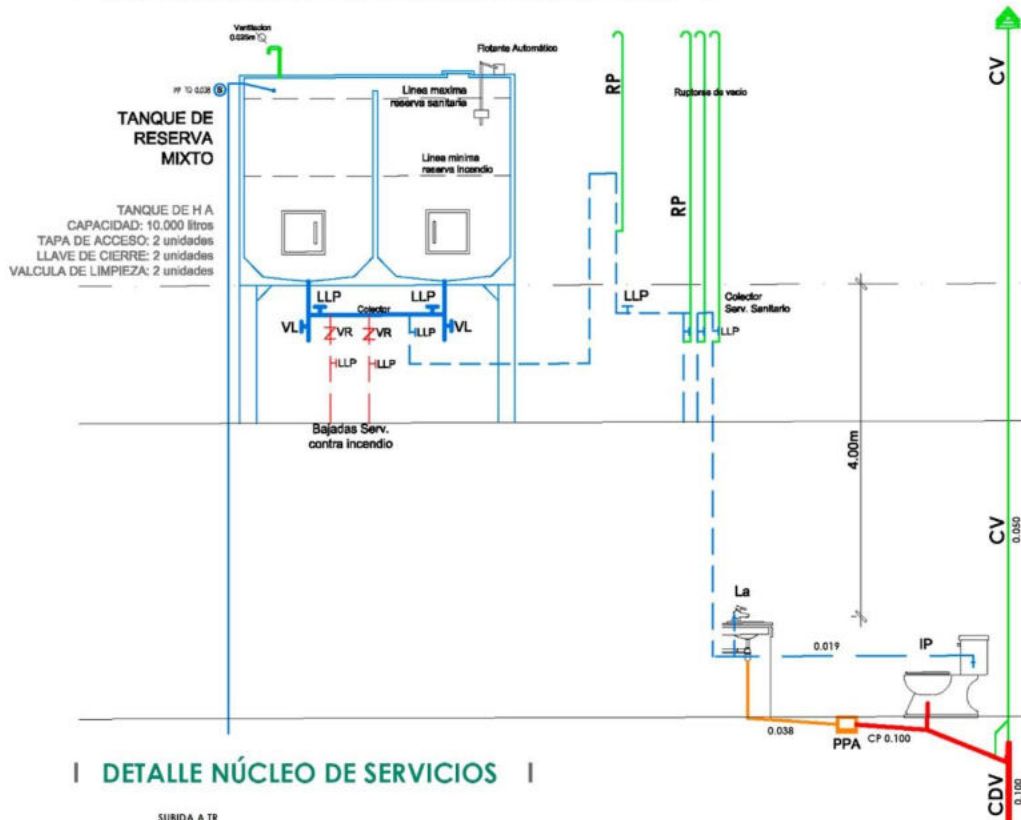 Ventilacion
0.025m
Flotante Automático
CV
RP
Ruptores de vacio
Linea maxima
reserva sanitaria
S
TANQUE DE
RESERVA
MIXTO
Linea minima
reserva incendio
RP
TANQUE DE H A
CAPACIDAD: 10.000 litros
TAPA DE ACCESO: 2 unidades
LLAVE DE CIERRE: 2 unidades
VALCULA DE LIMPIEZA: 2 unidades
LLP
LLP
LLP
Colector
Serv. Sanitario
Colector
VL
VR
VR
LLP
VL
LLP
LLP
LLP
Bajadas Serv.
contra incendio
4.00m
CV
0.050
La
0.019
IP
0.038
PPA
CP 0.100
CDV
0.100
| DETALLE NÚCLEO DE SERVICIOS |
SUBIDA A TR